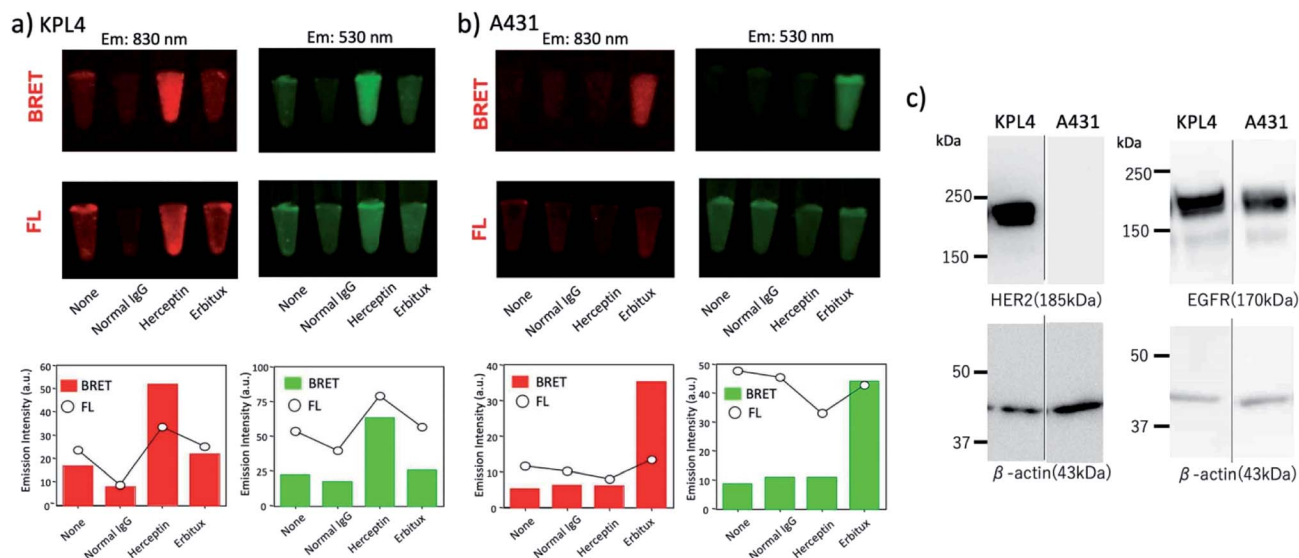 a) KPL4
Em: 830 nm
Em: 530 nm
BRET
FL
None
Normal IgG
Herceptin
Erbitux
None
Normal IgG
Herceptin
Erbitux
Emission Intensity (a.u.)
60
50
40
30
20
10
0
BRET
FL
None
Normal IgG
Herceptin
Erbitux
Emission Intensity (a.u.)
100
75
50
25
0
BRET
FL
None
Normal IgG
Herceptin
Erbitux
b) A431
Em: 830 nm
Em: 530 nm
BRET
FL
None
Normal IgG
Herceptin
Erbitux
None
Normal IgG
Herceptin
Erbitux
Emission Intensity (a.u.)
40
30
20
10
0
BRET
FL
None
Normal IgG
Herceptin
Erbitux
Emission Intensity (a.u.)
50
40
30
20
10
0
BRET
FL
None
Normal IgG
Herceptin
Erbitux
c)
kDa
KPL4 A431
250
150
HER2(185kDa)
50
37
β-actin(43kDa)
kDa
KPL4 A431
250
150
EGFR(170kDa)
50
37
β-actin(43kDa)